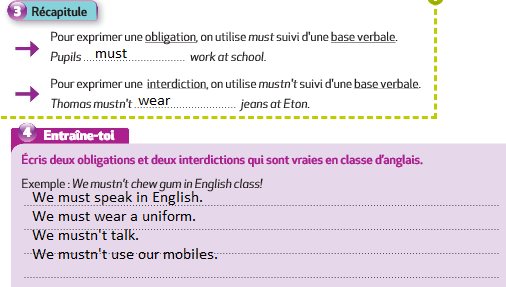 3 Récapitule
Pour exprimer une obligation, on utilise must suivi d'une base verbale.
Pupils ...must... work at school.
Pour exprimer une interdiction, on utilise mustn't suivi d'une base verbale.
Thomas mustn't ...wear... jeans at Eton.
4 Entraîne-toi
Écris deux obligations et deux interdictions qui sont vraies en classe d'anglais.
Exemple : We mustn't chew gum in English class!
We must speak in English.
We must wear a uniform.
We mustn't talk.
We mustn't use our mobiles.